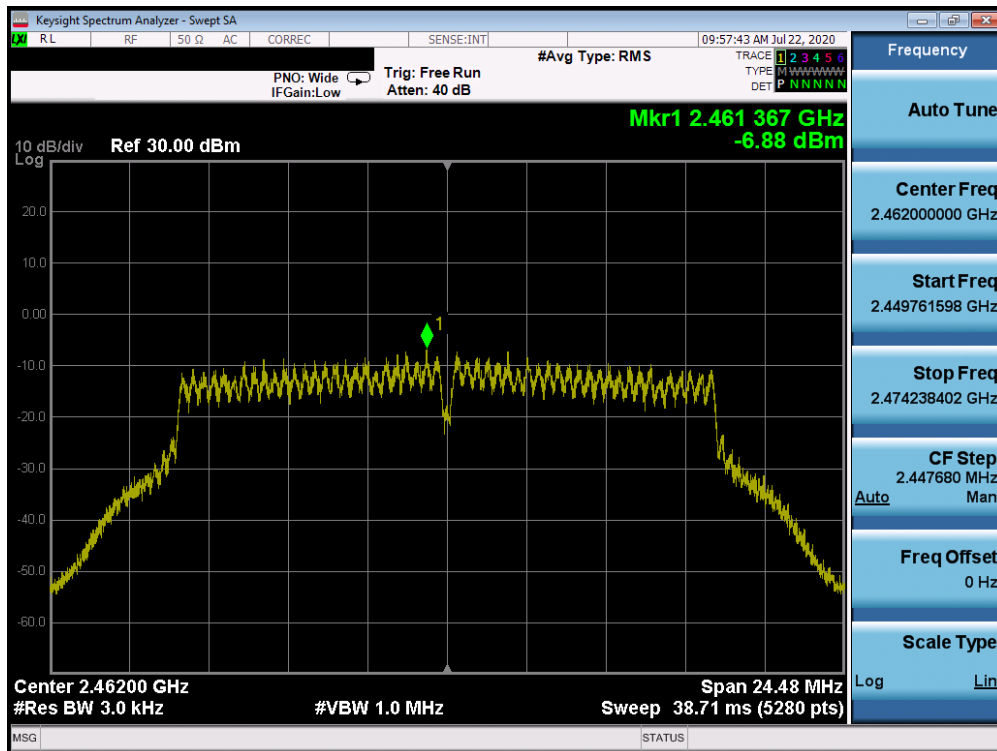 Keysight Spectrum Analyzer - Swept SA
LXI RL RF 50 Ω AC CORREC SENSE:INT 09:57:43 AM Jul 22, 2020
PNO: Wide
IFGain:Low
Trig: Free Run
Atten: 40 dB
#Avg Type: RMS
TRACE 1 2 3 4 5 6
TYPE M WWWWW
DET P N N N N N
Mkr1 2.461 367 GHz
-6.88 dBm
10 dB/div
Log
Ref 30.00 dBm
20.0
10.0
0.00
-10.0
-20.0
-30.0
-40.0
-50.0
-60.0
1
Center 2.46200 GHz
Span 24.48 MHz
#Res BW 3.0 kHz
#VBW 1.0 MHz
Sweep 38.71 ms (5280 pts)
MSG
STATUS
Frequency
Auto Tune
Center Freq
2.462000000 GHz
Start Freq
2.449761598 GHz
Stop Freq
2.474238402 GHz
CF Step
2.447680 MHz
Auto Man
Freq Offset
0 Hz
Scale Type
Log Lin